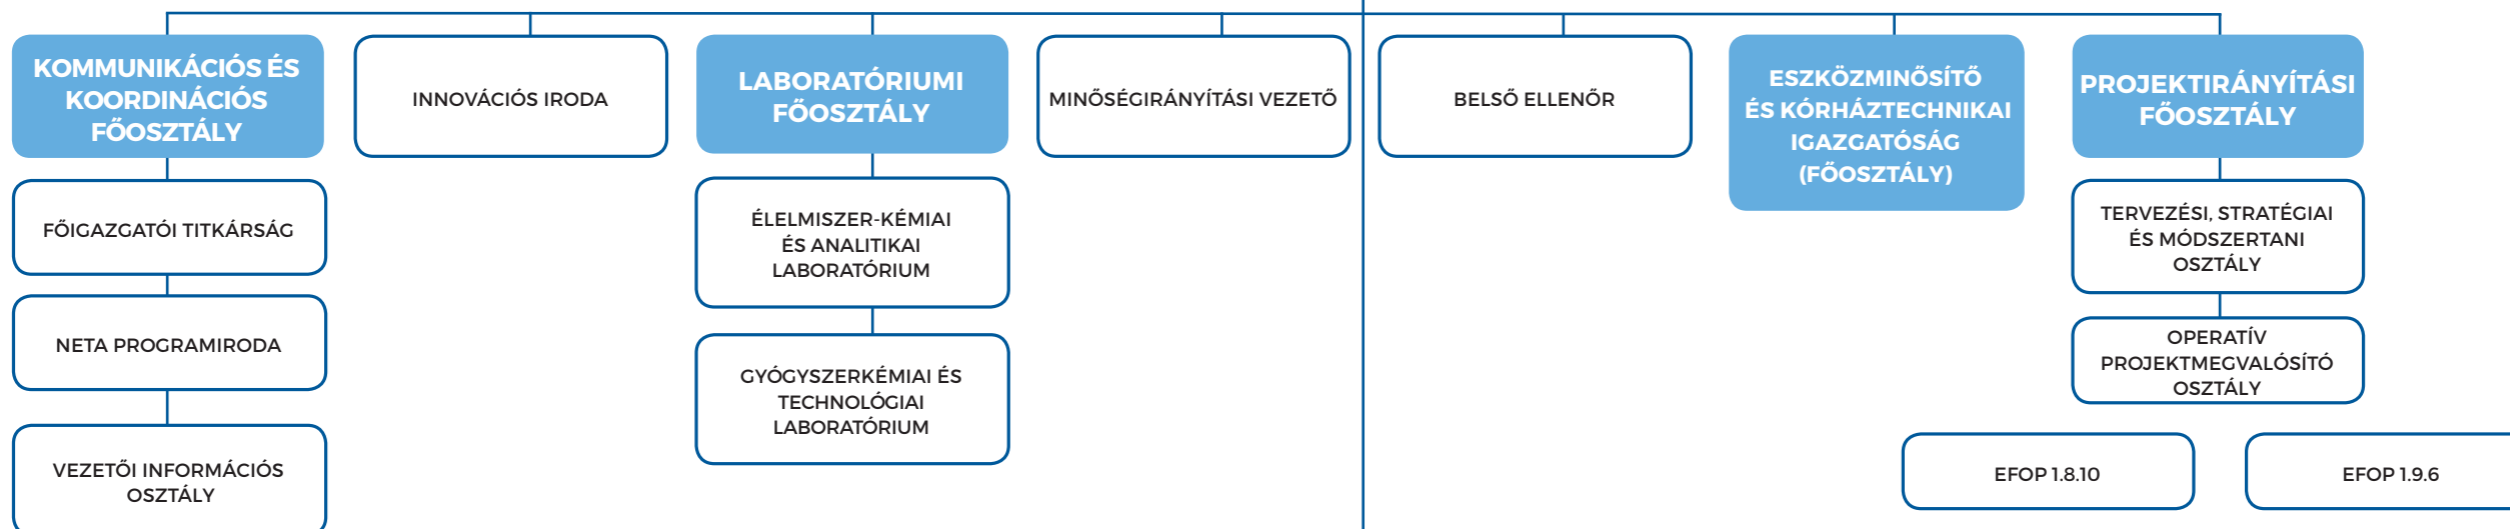 KOMMUNIKÁCIÓS ÉS
KOORDINÁCIÓS
FŐOSZTÁLY
FŐIGAZGATÓI TITKÁRSÁG
NETA PROGRAMIRODA
VEZETŐI INFORMÁCIÓS
OSZTÁLY
INNOVÁCIÓS IRODA
LABORATÓRIUMI
FŐOSZTÁLY
ÉLELMISZER-KÉMIAI
ÉS ANALITIKAI
LABORATÓRIUM
GYÓGYSZERKÉMIAI ÉS
TECHNOLÓGIAI
LABORATÓRIUM
MINŐSÉGIRÁNYÍTÁSI VEZETŐ
BELSŐ ELLENŐR
ESZKÖZMINŐSÍTŐ
ÉS KÓRHÁZTECHNIKAI
IGAZGATÓSÁG
(FŐOSZTÁLY)
PROJEKTIRÁNYÍTÁSI
FŐOSZTÁLY
TERVEZÉSI, STRATÉGIAI
ÉS MÓDSZERTANI
OSZTÁLY
OPERATÍV
PROJEKTMEGVALÓSÍTÓ
OSZTÁLY
EFOP 1.8.10
EFOP 1.9.6